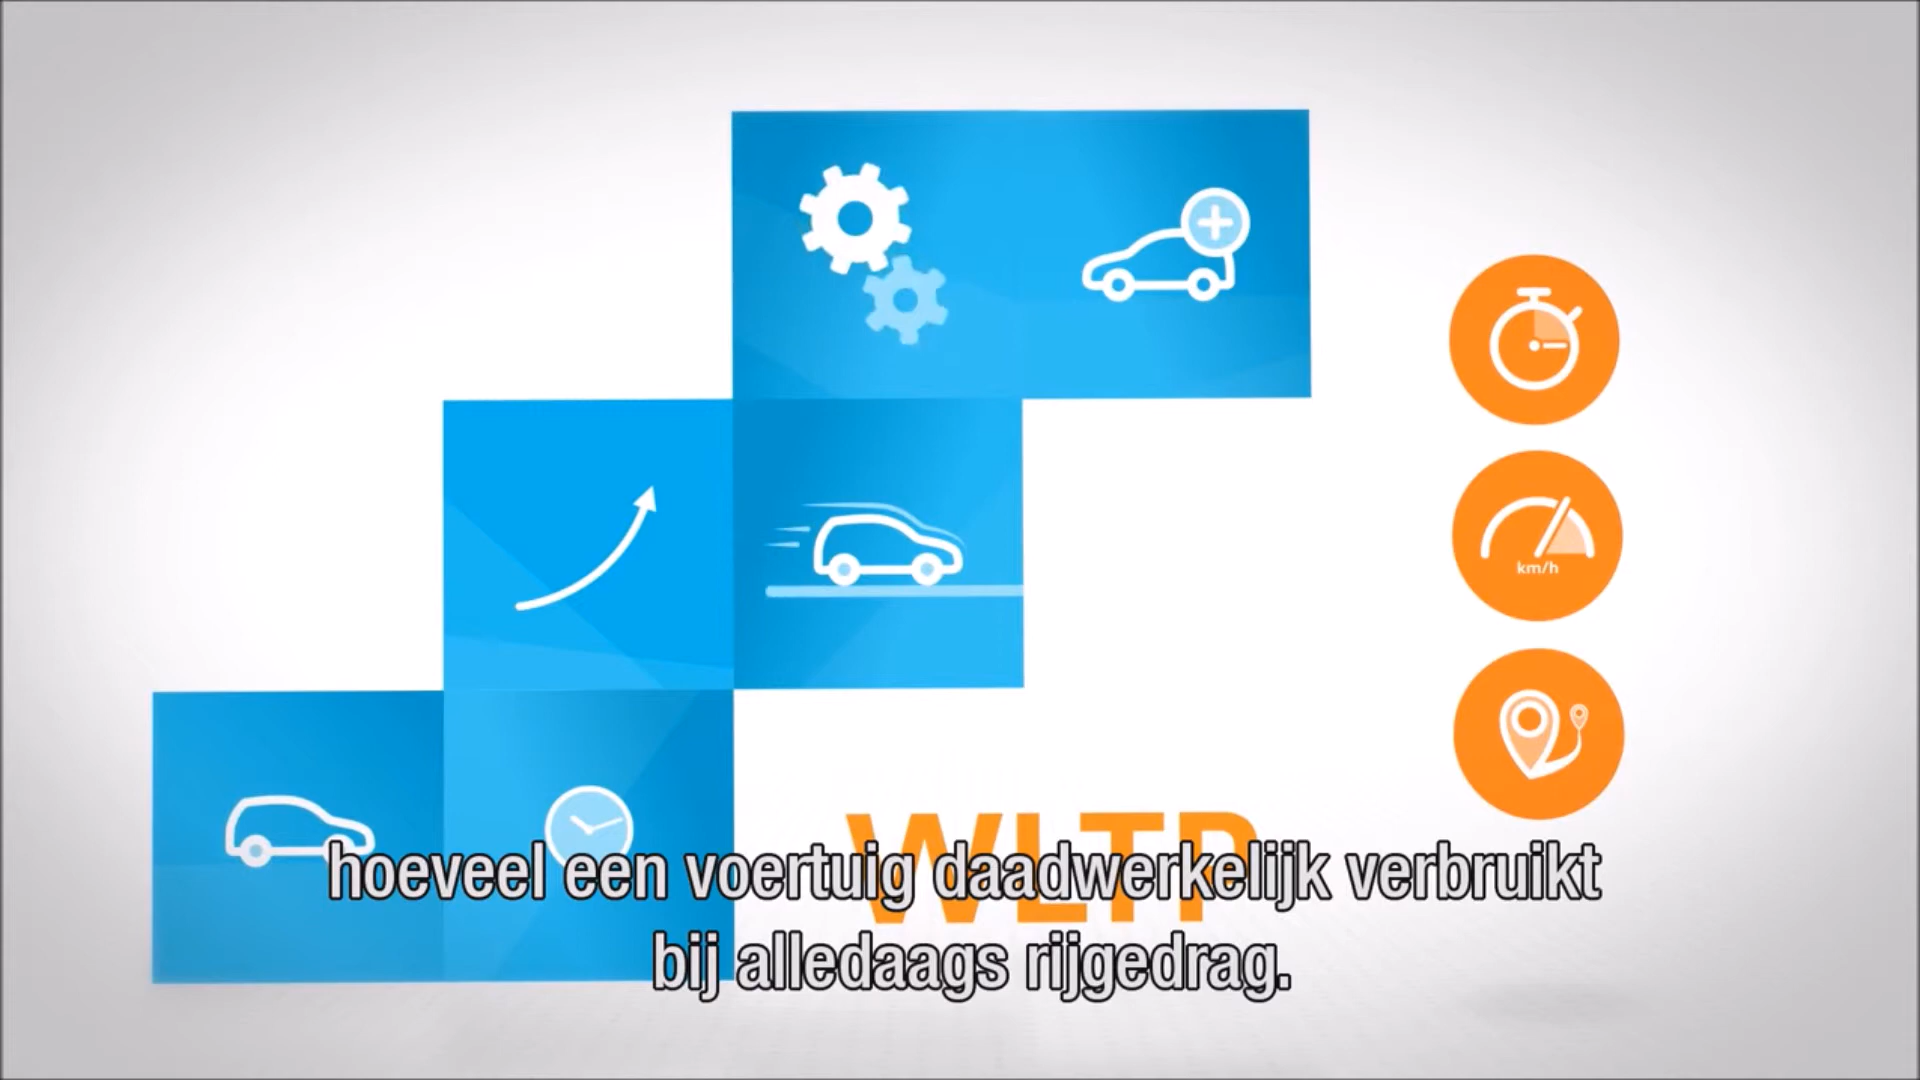 km/h
WLTP
hoeveel een voertuig daadwerkelijk verbruikt
bij alledaags rijgedrag.